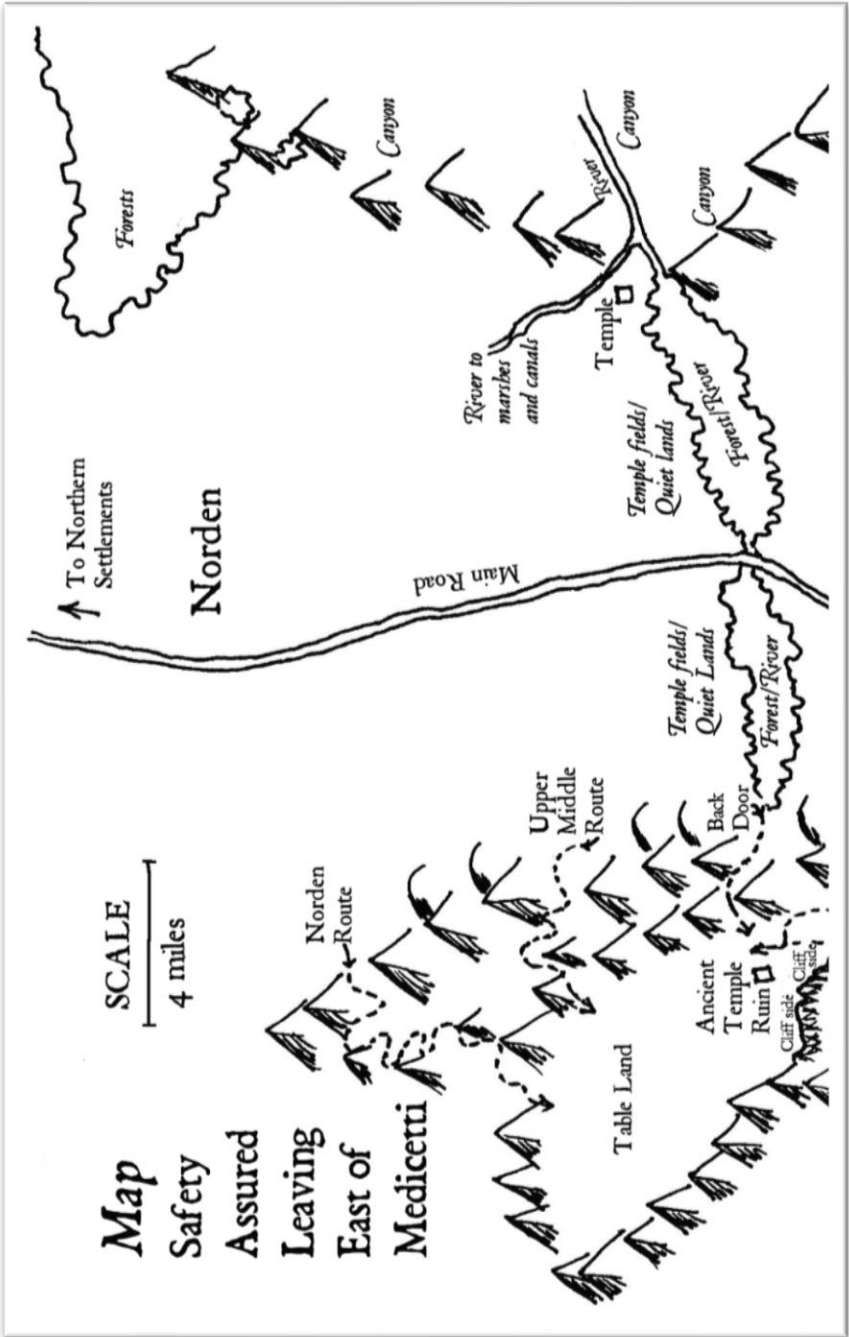 Map
Safety
Assured
Leaving
East of
Medicetti
SCALE
4 miles
Norden
Route
Upper
Middle
Route
Back
Door
Ancient
Temple
Ruin
Cliff side
Cliff
side
Table Land
To Northern
Settlements
Norden
Main Road
Temple fields/
Quiet Lands
Forest/River
Temple fields/
Quiet lands
Forest/River
River to
marshes
and canals
Temple
Forests
Canyon
River
Canyon
Canyon